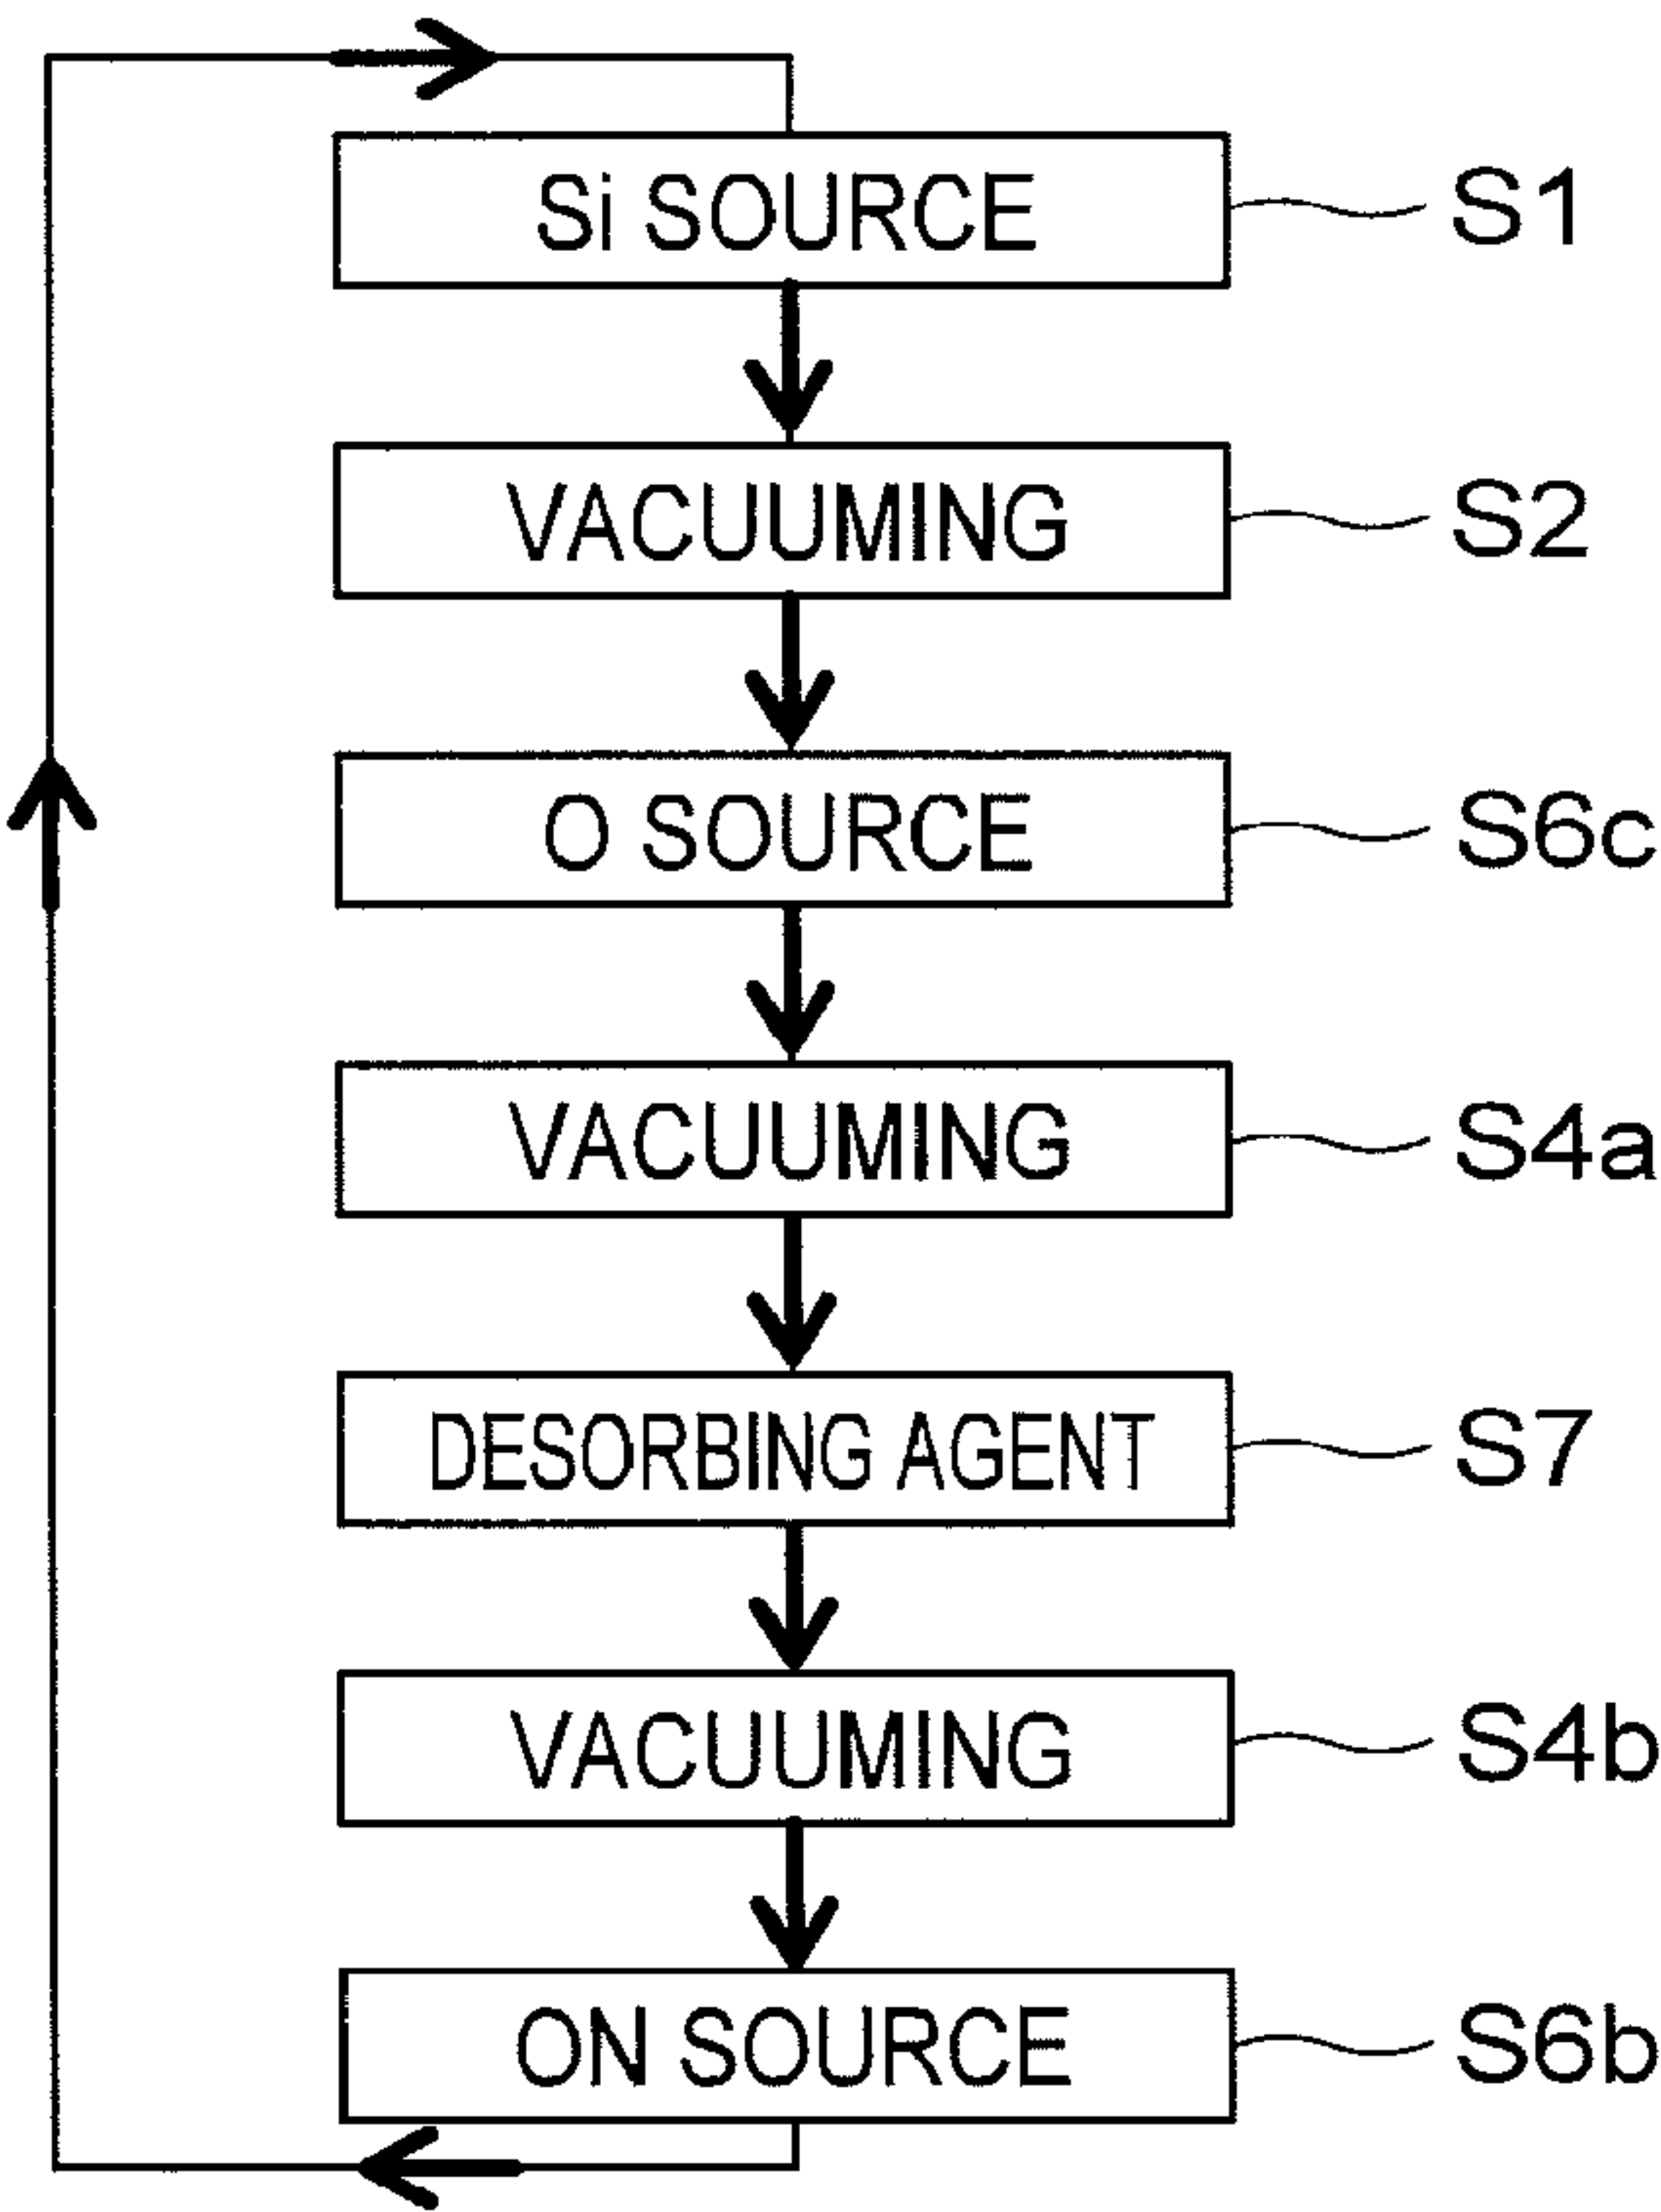 Si SOURCE S1
VACUUMING S2
O SOURCE S6c
VACUUMING S4a
DESORBING AGENT S7
VACUUMING S4b
ON SOURCE S6b